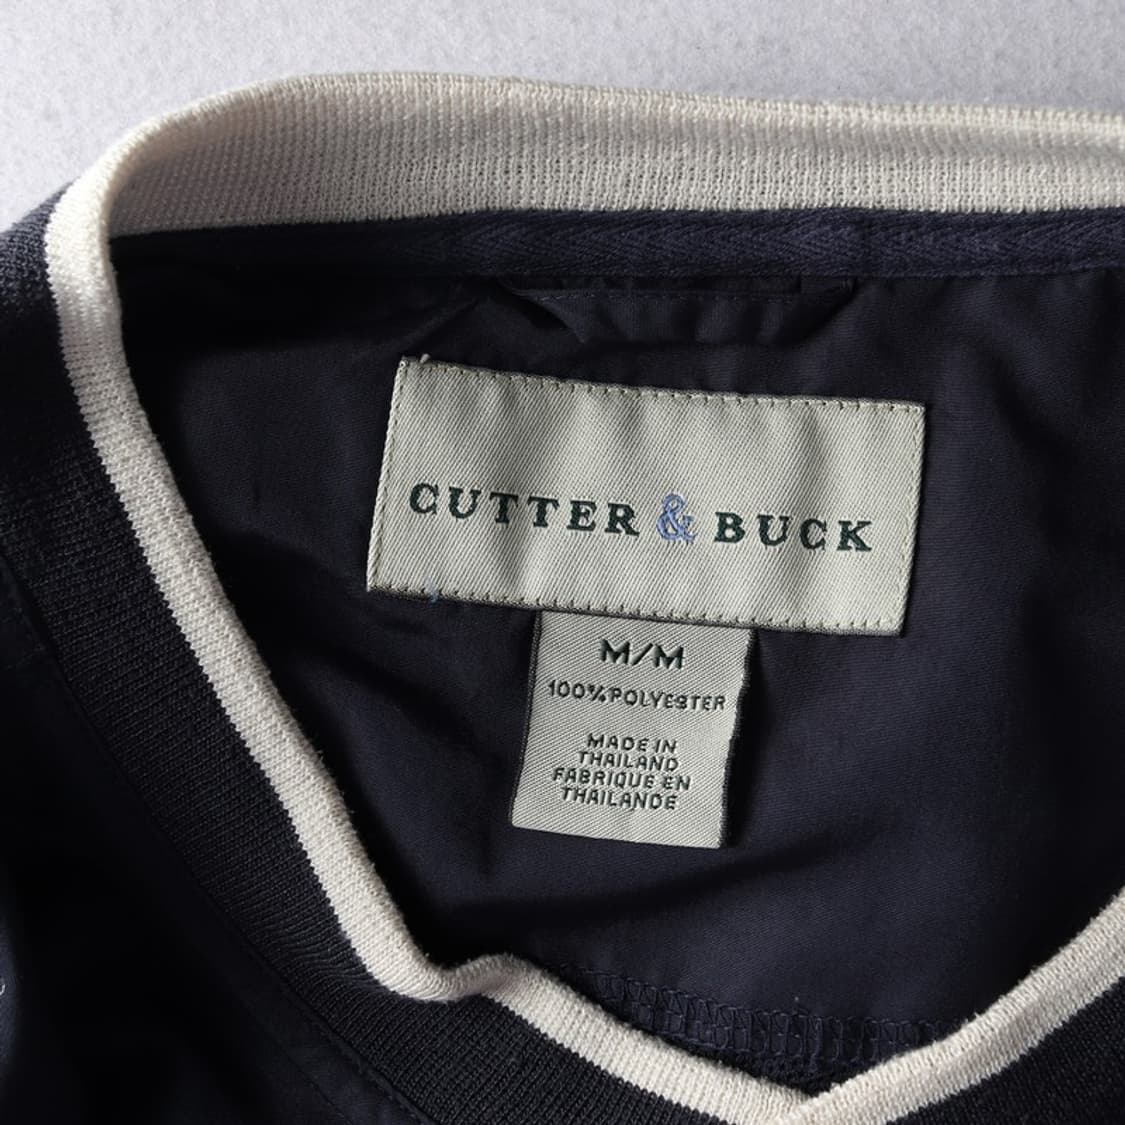 CUTTER & BUCK
M/M
100% POLYESTER
MADE IN
THAILAND
FABRIQUE EN
THAILANDE